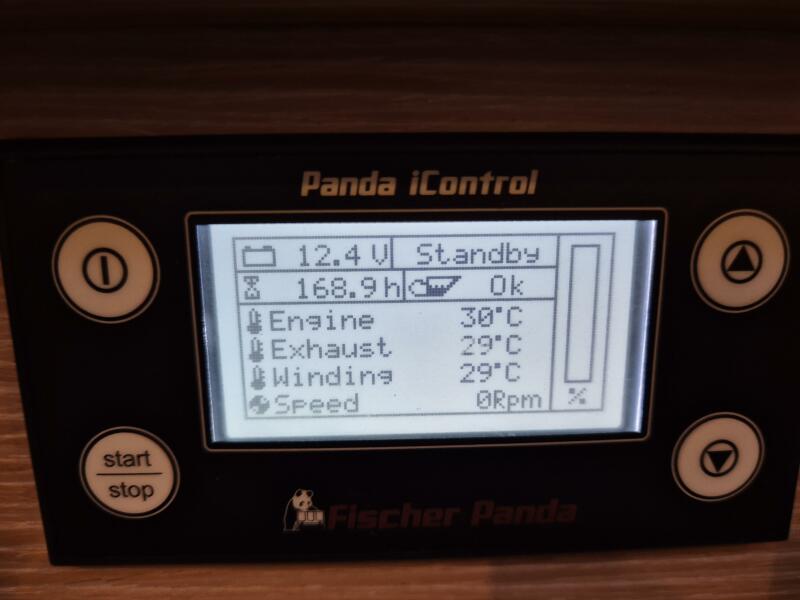 Panda iControl
12.4 V Standby
168.9 h Ok
Engine 30°C
Exhaust 29°C
Winding 29°C
Speed 0Rpm %
start
stop
Fischer Panda